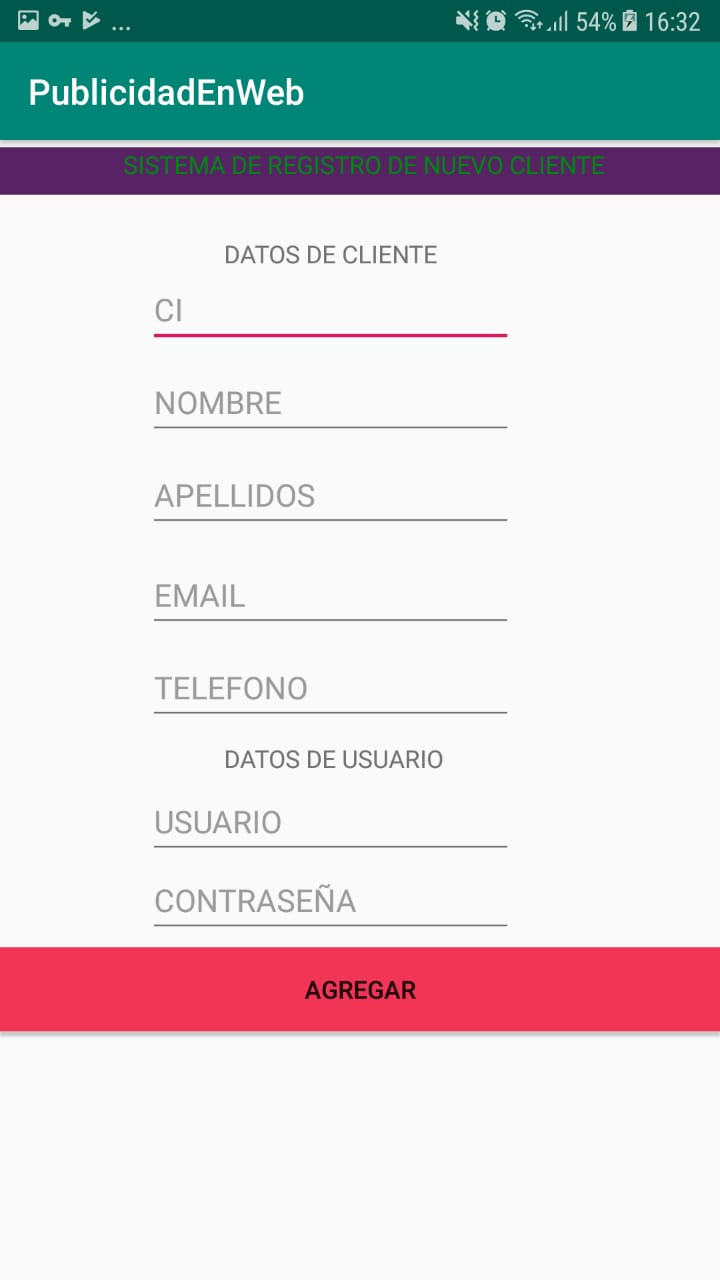 ... 54% 16:32
PublicidadEnWeb
SISTEMA DE REGISTRO DE NUEVO CLIENTE
DATOS DE CLIENTE
CI
NOMBRE
APELLIDOS
EMAIL
TELEFONO
DATOS DE USUARIO
USUARIO
CONTRASEÑA
AGREGAR